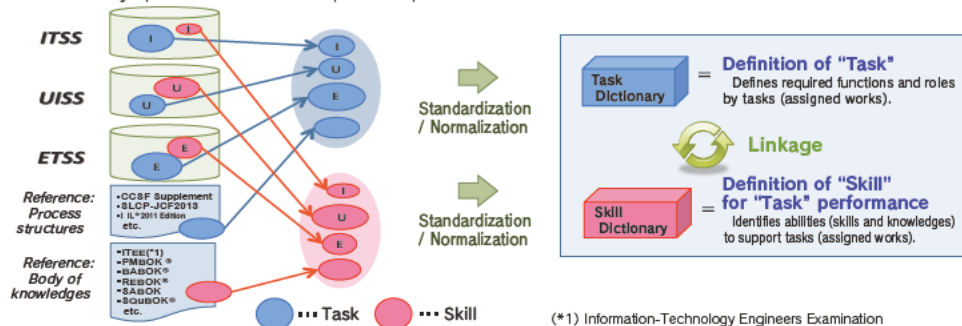 ITSS
I
I
UISS
U
U
ETSS
E
E
Reference:
Process
structures
•CCSF Supplement
•SLCP-JCF2013
•I IL®2011 Edition
etc.
Reference:
Body of
knowledges
•ITEE(*1)
•PMBOK®
•BABOK®
•REBOK®
•SABOK
•SQuBOK®
etc.
I
U
E
I
U
E
••• Task
••• Skill
Standardization
/ Normalization
Standardization
/ Normalization
Task
Dictionary
=
Definition of "Task"
Defines required functions and roles
by tasks (assigned works).
Linkage
Skill
Dictionary
=
Definition of "Skill"
for "Task" performance
Identifies abilities (skills and knowledges)
to support tasks (assigned works).
(*1) Information-Technology Engineers Examination